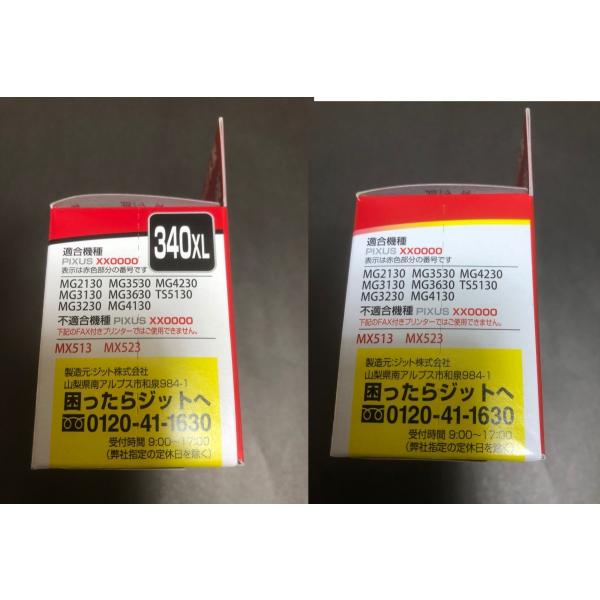 340XL
適合機種
PIXUS XX0000
表示は赤色部分の番号です
MG2130 MG3530 MG4230
MG3130 MG3630 TS5130
MG3230 MG4130
不適合機種 PIXUS XX0000
下記のFAX付きプリンターではご使用できません。
MX513 MX523
製造元:ジット株式会社
山梨県南アルプス市和泉984-1
困ったらジットへ
0120-41-1630
受付時間 9:00~17:00
(弊社指定の定休日を除く)
適合機種
PIXUS XX0000
表示は赤色部分の番号です
MG2130 MG3530 MG4230
MG3130 MG3630 TS5130
MG3230 MG4130
不適合機種 PIXUS XX0000
下記のFAX付きプリンターではご使用できません。
MX513 MX523
製造元:ジット株式会社
山梨県南アルプス市和泉984-1
困ったらジットへ
0120-41-1630
受付時間 9:00~17:00
(弊社指定の定休日を除く)